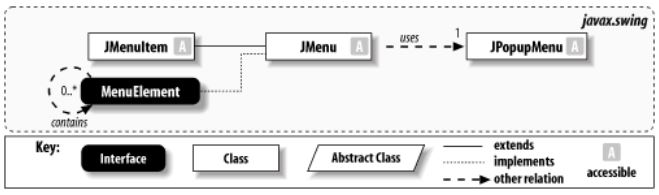 javax.swing
JMenuItem A
JMenu A
uses
1
JPopupMenu A
0..*
MenuElement
contains
Key:
Interface
Class
Abstract Class
extends
implements
other relation
A
accessible